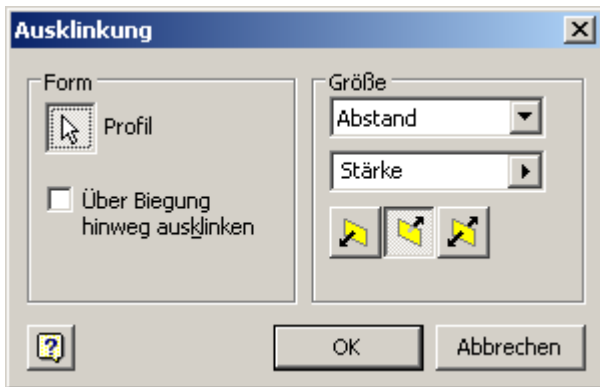 Ausklinkung
Form
Profil
Über Biegung
hinweg ausklinken
Größe
Abstand
Stärke
OK
Abbrechen